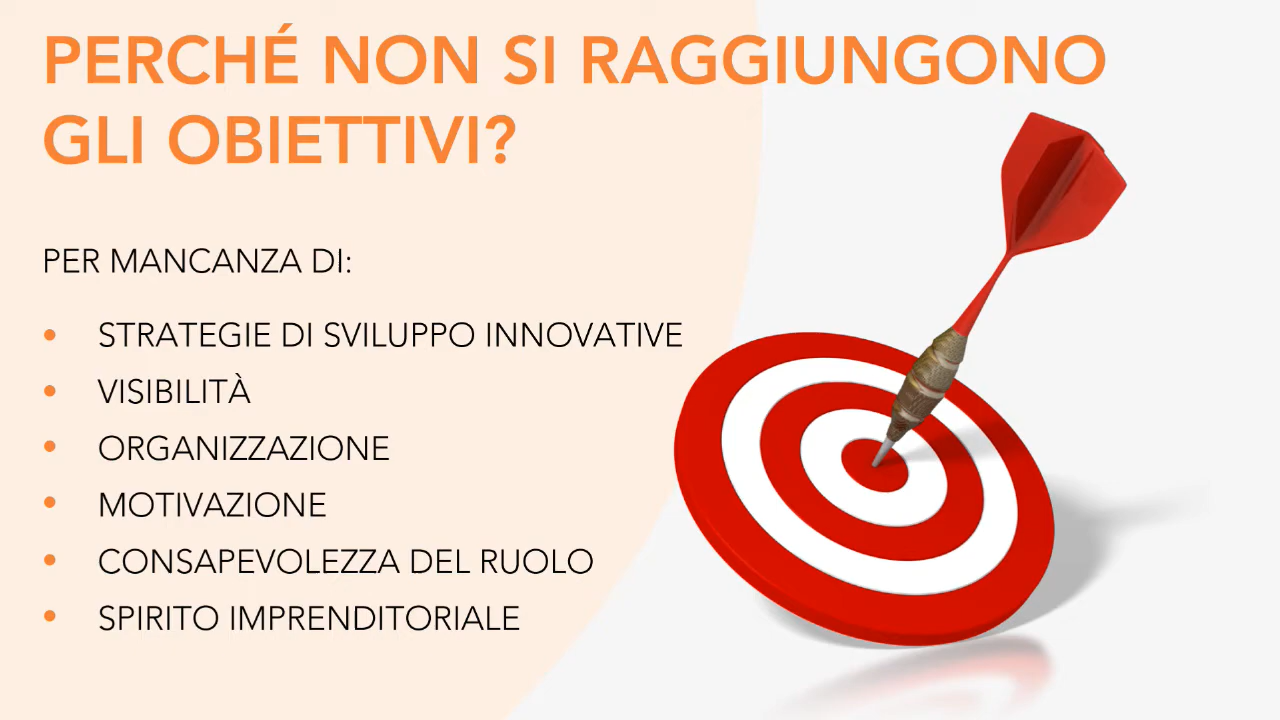 PERCHÉ NON SI RAGGIUNGONO
GLI OBIETTIVI?
PER MANCANZA DI:
• STRATEGIE DI SVILUPPO INNOVATIVE
• VISIBILITÀ
• ORGANIZZAZIONE
• MOTIVAZIONE
• CONSAPEVOLEZZA DEL RUOLO
• SPIRITO IMPRENDITORIALE